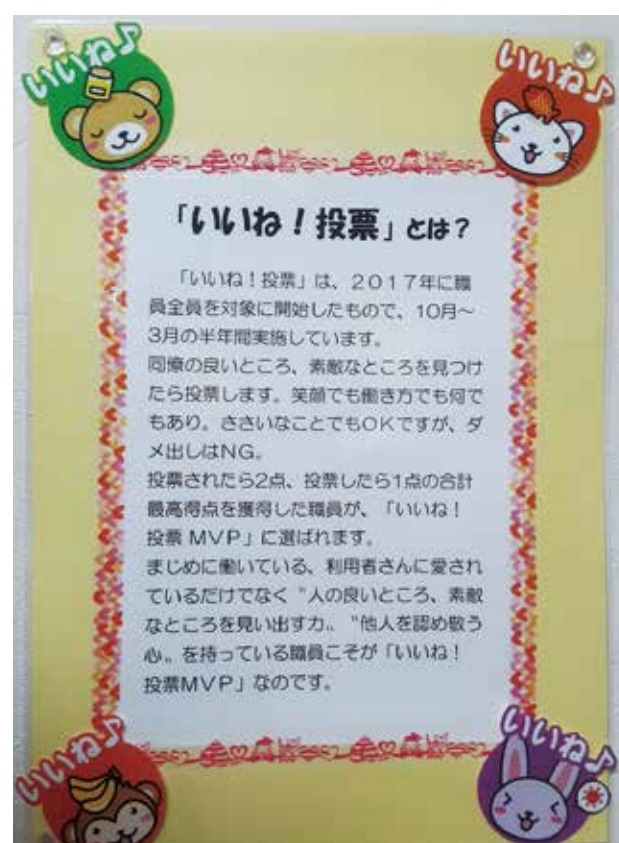 いいね♪
いいね♪
「いいね！投票」とは？
「いいね！投票」は、２０１７年に職
員全員を対象に開始したもので、10月～
3月の半年間実施しています。
同僚の良いところ、素敵なところを見つけ
たら投票します。笑顔でも働き方でも何で
もあり。ささいなことでもＯＫですが、ダ
メ出しはＮＧ。
投票されたら2点、投票したら1点の合計
最高得点を獲得した職員が、「いいね！
投票 ＭＶＰ」に選ばれます。
まじめに働いている、利用者さんに愛され
ているだけでなく〝人の良いところ、素敵
なところを見い出す力〟〝他人を認め敬う
心〟を持っている職員こそが「いいね！
投票ＭＶＰ」なのです。
いいね♪
いいね♪